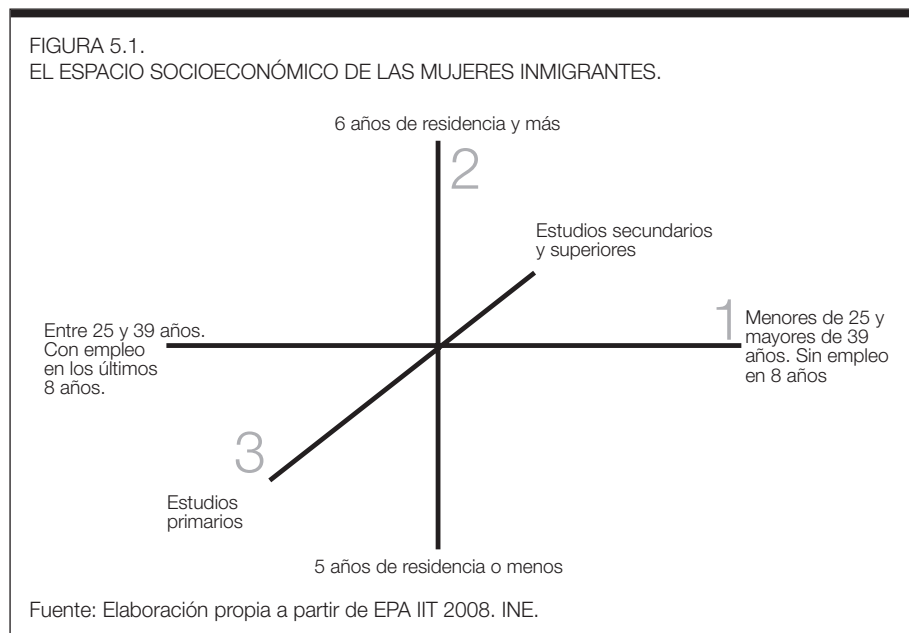 FIGURA 5.1.
EL ESPACIO SOCIOECONÓMICO DE LAS MUJERES INMIGRANTES.
6 años de residencia y más
2
Estudios secundarios
y superiores
1
Entre 25 y 39 años.
Con empleo
en los últimos
8 años.
Menores de 25 y
mayores de 39
años. Sin empleo
en 8 años
3
Estudios
primarios
5 años de residencia o menos
Fuente: Elaboración propia a partir de EPA IIT 2008. INE.